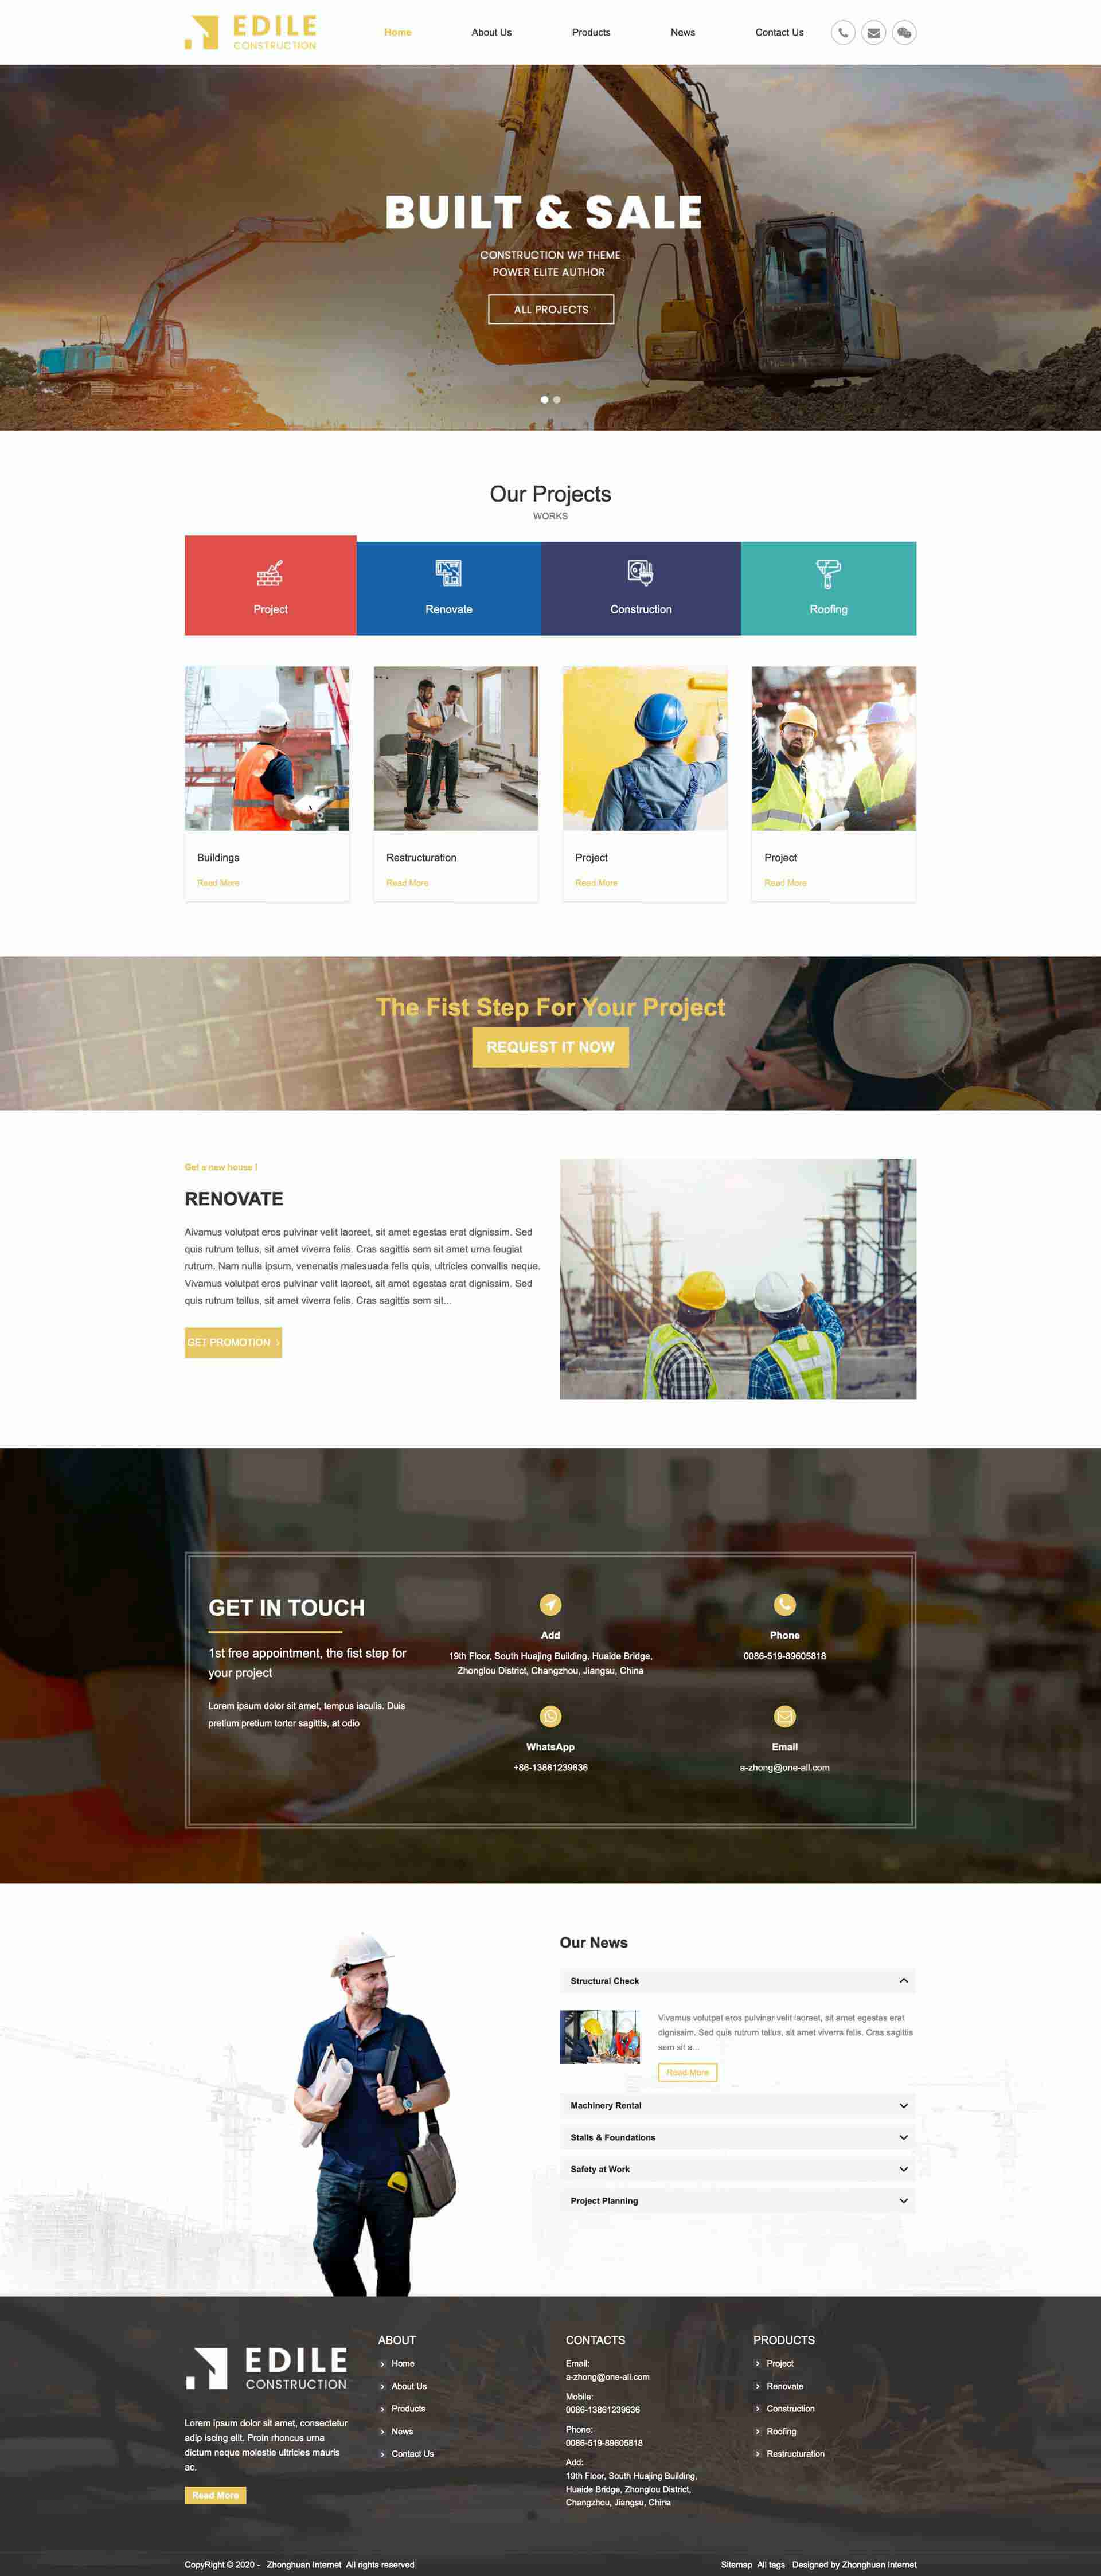 EDILE
CONSTRUCTION
Home
About Us
Products
News
Contact Us
BUILT & SALE
CONSTRUCTION WP THEME
POWER ELITE AUTHOR
ALL PROJECTS
Our Projects
WORKS
Project
Renovate
Construction
Roofing
Buildings
Restructuration
Project
Project
Read More
Read More
Read More
Read More
The Fist Step For Your Project
REQUEST IT NOW
Get a new house !
RENOVATE
Aivamus volutpat eros pulvinar velit laoreet, sit amet egestas erat dignissim. Sed
quis rutrum tellus, sit amet viverra felis. Cras sagittis sem sit amet urna feugiat
rutrum. Nam nulla ipsum, venenatis malesuada felis quis, ultricies convallis neque.
Vivamus volutpat eros pulvinar velit laoreet, sit amet egestas erat dignissim. Sed
quis rutrum tellus, sit amet viverra felis. Cras sagittis sem sit...
GET PROMOTION
GET IN TOUCH
1st free appointment, the fist step for
your project
Lorem ipsum dolor sit amet, tempus iaculis. Duis
pretium pretium tortor sagittis, at odio
Add
19th Floor, South Huajing Building, Huaide Bridge,
Zhonglou District, Changzhou, Jiangsu, China
Phone
0086-519-89605818
WhatsApp
+86-13861239636
Email
a-zhong@one-all.com
Our News
Structural Check
Vivamus volutpat eros pulvinar velit laoreet, sit amet egestas erat
dignissim. Sed quis rutrum tellus, sit amet viverra felis. Cras sagittis
sem sit a...
Read More
Machinery Rental
Stalls & Foundations
Safety at Work
Project Planning
EDILE
CONSTRUCTION
Lorem ipsum dolor sit amet, consectetur
adip iscing elit. Proin rhoncus urna
dictum neque molestie ultricies mauris
ac.
Read More
ABOUT
Home
About Us
Products
News
Contact Us
CONTACTS
Email:
a-zhong@one-all.com
Mobile:
0086-13861239636
Phone:
0086-519-89605818
Add:
19th Floor, South Huajing Building,
Huaide Bridge, Zhonglou District,
Changzhou, Jiangsu, China
PRODUCTS
Project
Renovate
Construction
Roofing
Restructuration
CopyRight © 2020 - Zhonghuan Internet All rights reserved
Sitemap All tags Designed by Zhonghuan Internet